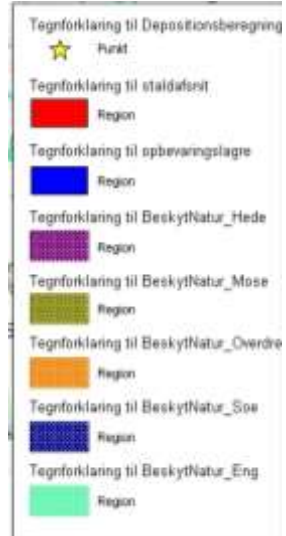 Tegnforklaring til Depositionsberegning
Punkt
Tegnforklaring til staldafsnit
Region
Tegnforklaring til opbevaringslagre
Region
Tegnforklaring til BeskytNatur_Hede
Region
Tegnforklaring til BeskytNatur_Mose
Region
Tegnforklaring til BeskytNatur_Overdre
Region
Tegnforklaring til BeskytNatur_Soe
Region
Tegnforklaring til BeskytNatur_Eng
Region